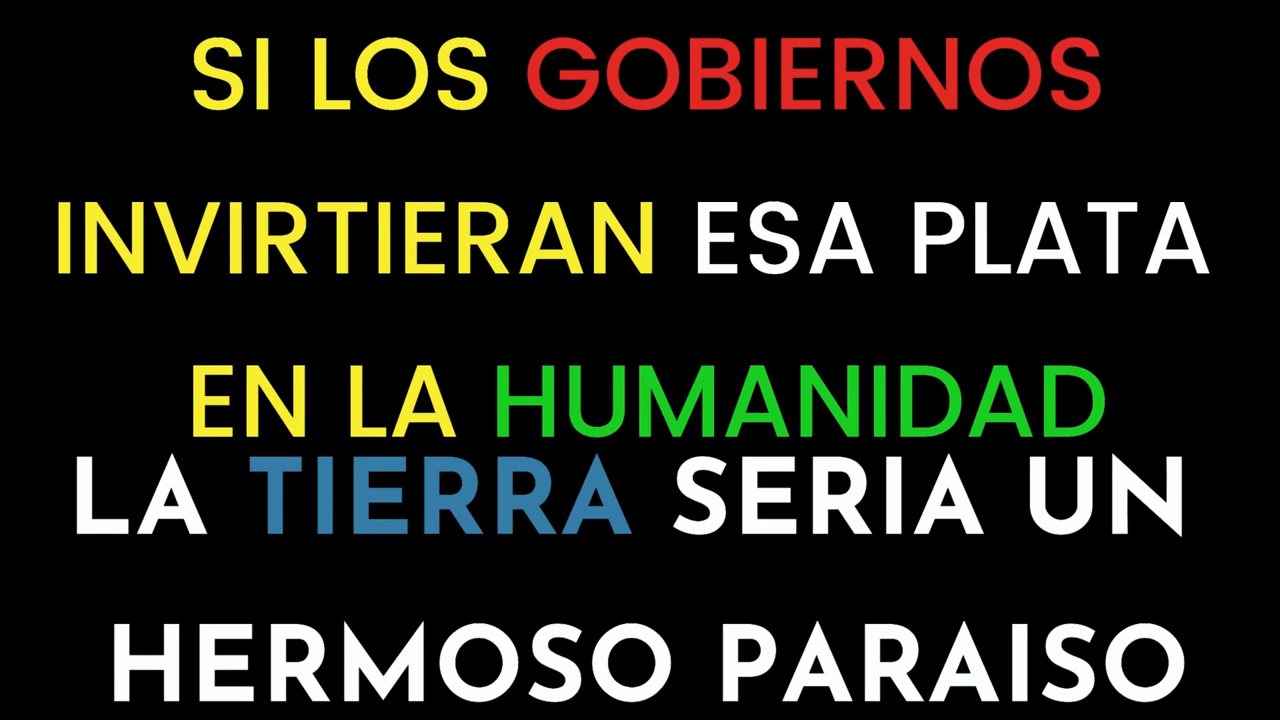 SI LOS GOBIERNOS
INVIRTIERAN ESA PLATA
EN LA HUMANIDAD
LA TIERRA SERIA UN
HERMOSO PARAISO